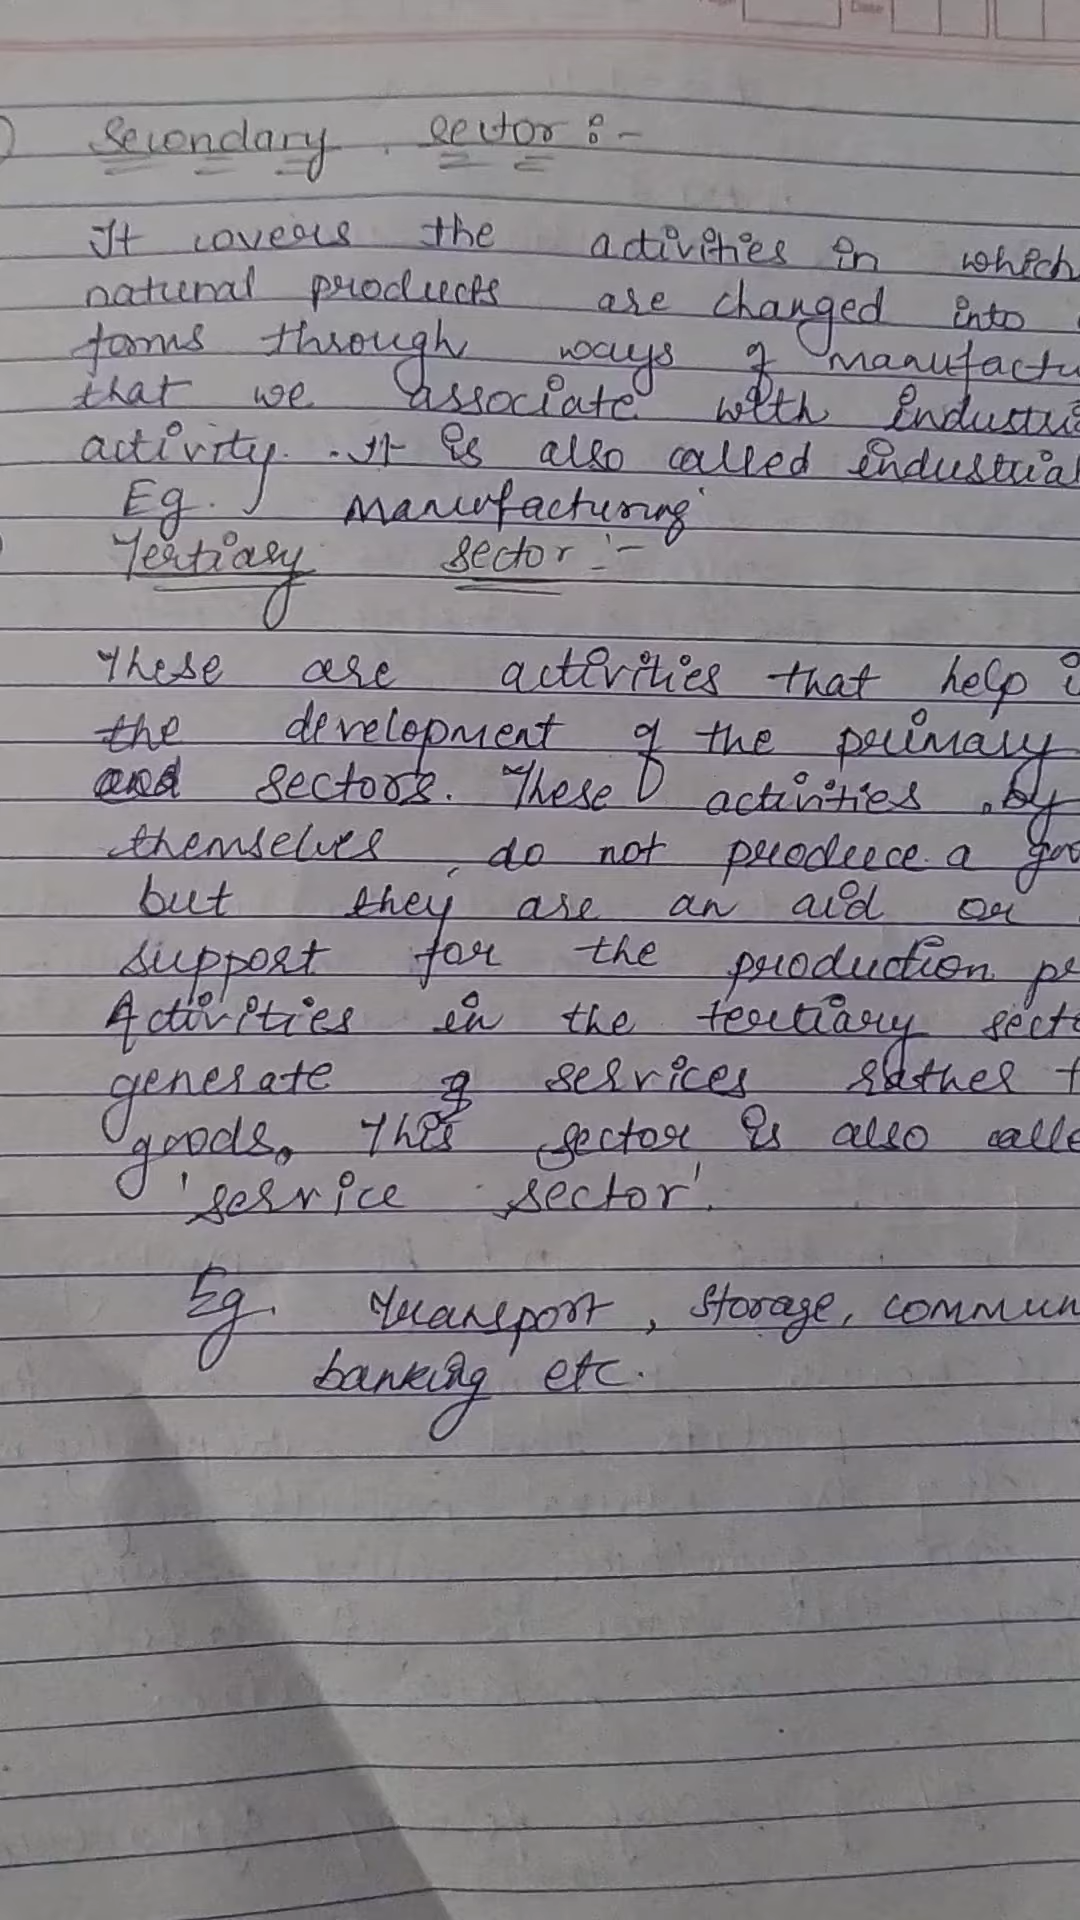 Date
Secondary sector :-
It covers the activities in which
natural products are changed into
forms through ways of manufactu
that we associate with industri
activity. It is also called industrial
Eg. Manufacturing
Tertiary sector :-
These are activities that help i
the development of the primary
and sectors. These activities, by
themselves, do not produce a goo
but they are an aid or
support for the production pr
Activities in the tertiary secto
generate services rather t
goods. This sector is also calle
'service sector'.
Eg. Transport, storage, commun
banking etc.